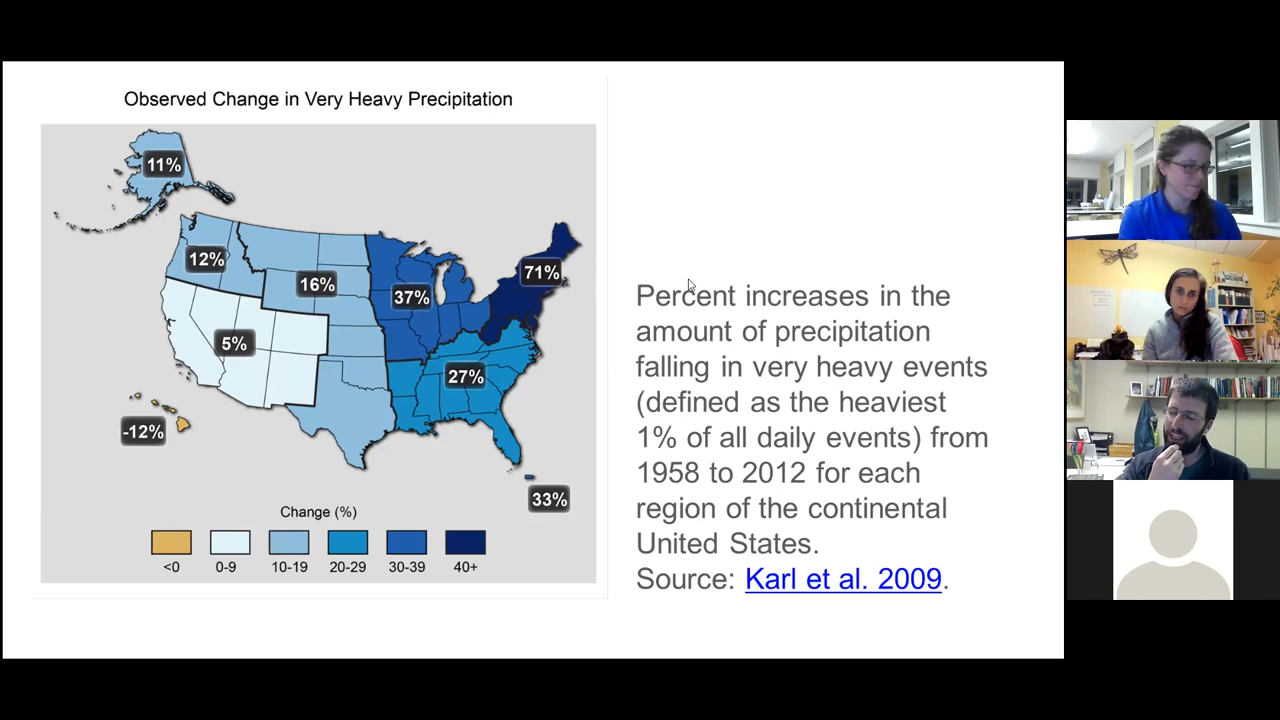 Observed Change in Very Heavy Precipitation
11%
12%
16%
37%
71%
5%
27%
-12%
33%
Change (%)
<0
0-9
10-19
20-29
30-39
40+
Percent increases in the
amount of precipitation
falling in very heavy events
(defined as the heaviest
1% of all daily events) from
1958 to 2012 for each
region of the continental
United States.
Source: Karl et al. 2009.